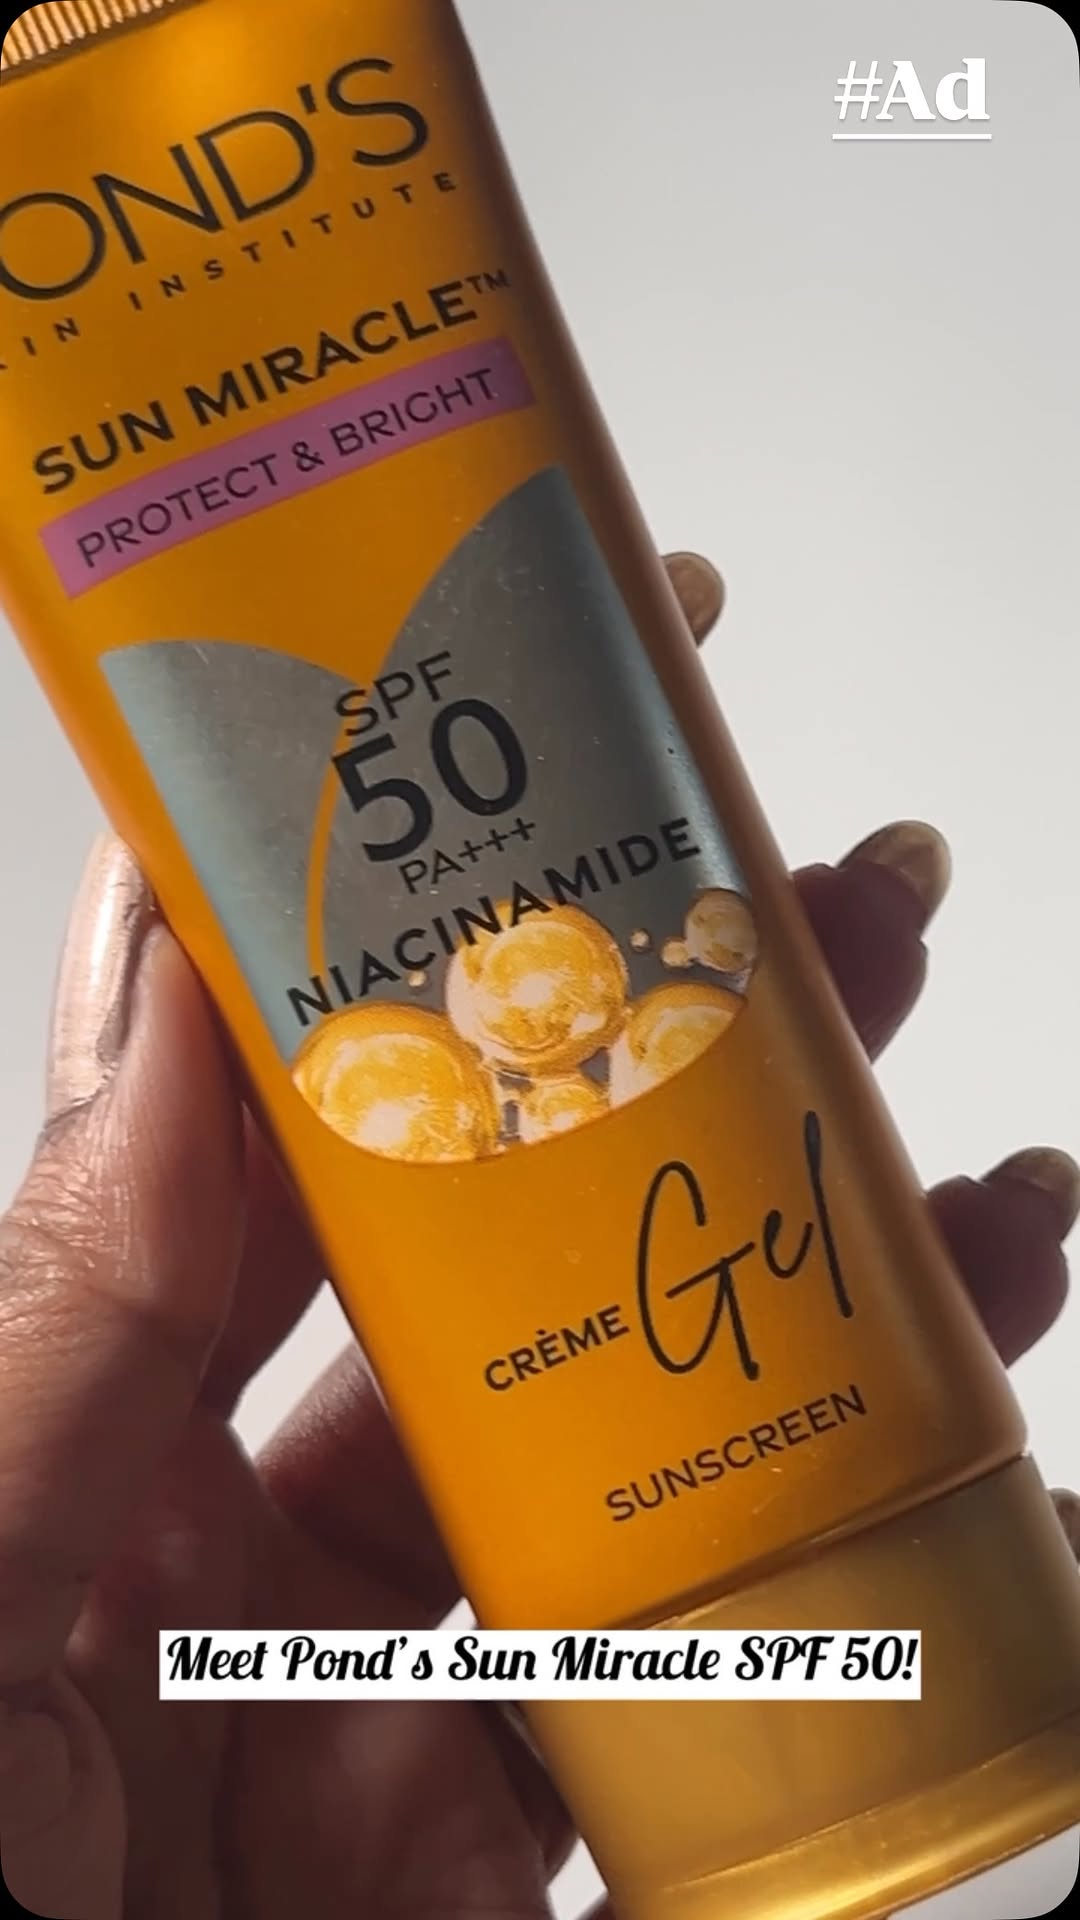 #Ad
OND'S
KIN INSTITUTE
SUN MIRACLE™
PROTECT & BRIGHT
SPF
50
PA+++
NIACINAMIDE
CRÈME Gel
SUNSCREEN
Meet Pond's Sun Miracle SPF 50!